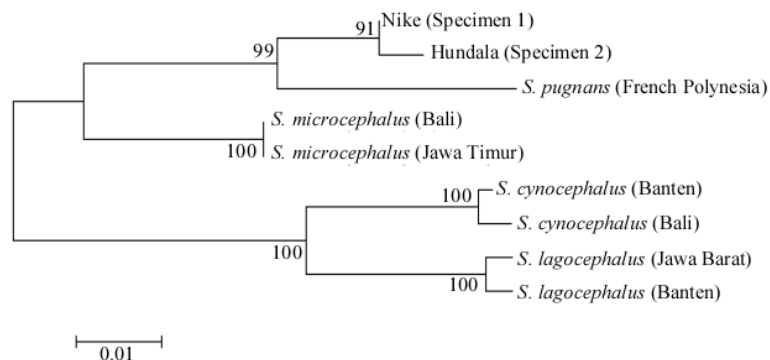 91 Nike (Specimen 1)
99 Hundala (Specimen 2)
S. pugnans (French Polynesia)
S. microcephalus (Bali)
100 S. microcephalus (Jawa Timur)
100 S. cynocephalus (Banten)
S. cynocephalus (Bali)
100 S. lagocephalus (Jawa Barat)
100 S. lagocephalus (Banten)
0.01